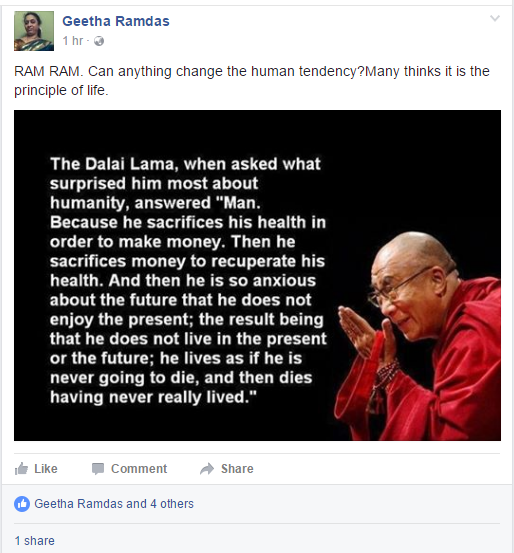 Geetha Ramdas
1 hr ·
RAM RAM. Can anything change the human tendency?Many thinks it is the
principle of life.
The Dalai Lama, when asked what
surprised him most about
humanity, answered "Man.
Because he sacrifices his health in
order to make money. Then he
sacrifices money to recuperate his
health. And then he is so anxious
about the future that he does not
enjoy the present; the result being
that he does not live in the present
or the future; he lives as if he is
never going to die, and then dies
having never really lived."
Like Comment Share
Geetha Ramdas and 4 others
1 share